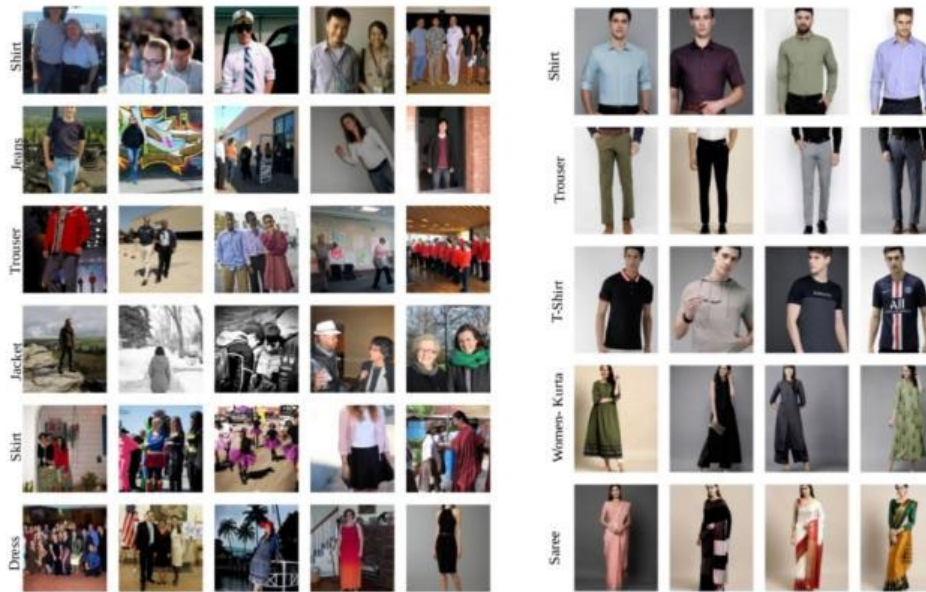 Shirt
Jeans
Trouser
Jacket
Skirt
Dress
Shirt
Trouser
T-Shirt
Women- Kurta
Saree